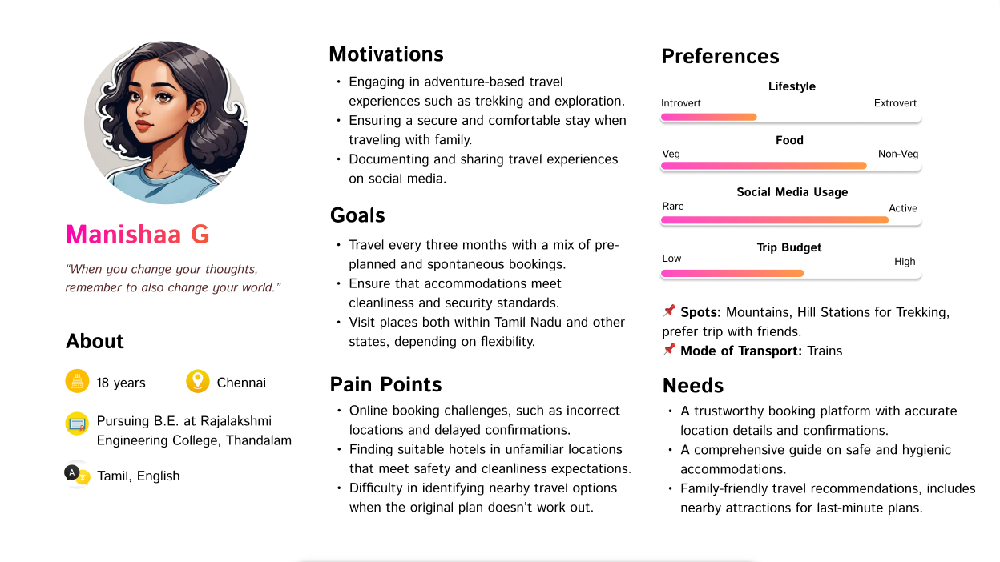 Manishaa G
“When you change your thoughts,
remember to also change your world.”
About
18 years
Chennai
Pursuing B.E. at Rajalakshmi
Engineering College, Thandalam
A
Tamil, English
Motivations
• Engaging in adventure-based travel
experiences such as trekking and exploration.
• Ensuring a secure and comfortable stay when
traveling with family.
• Documenting and sharing travel experiences
on social media.
Goals
• Travel every three months with a mix of pre-
planned and spontaneous bookings.
• Ensure that accommodations meet
cleanliness and security standards.
• Visit places both within Tamil Nadu and other
states, depending on flexibility.
Pain Points
• Online booking challenges, such as incorrect
locations and delayed confirmations.
• Finding suitable hotels in unfamiliar locations
that meet safety and cleanliness expectations.
• Difficulty in identifying nearby travel options
when the original plan doesn’t work out.
Preferences
Lifestyle
Introvert Extrovert
Food
Veg Non-Veg
Social Media Usage
Rare Active
Trip Budget
Low High
📌 Spots: Mountains, Hill Stations for Trekking,
prefer trip with friends.
📌 Mode of Transport: Trains
Needs
• A trustworthy booking platform with accurate
location details and confirmations.
• A comprehensive guide on safe and hygienic
accommodations.
• Family-friendly travel recommendations, includes
nearby attractions for last-minute plans.